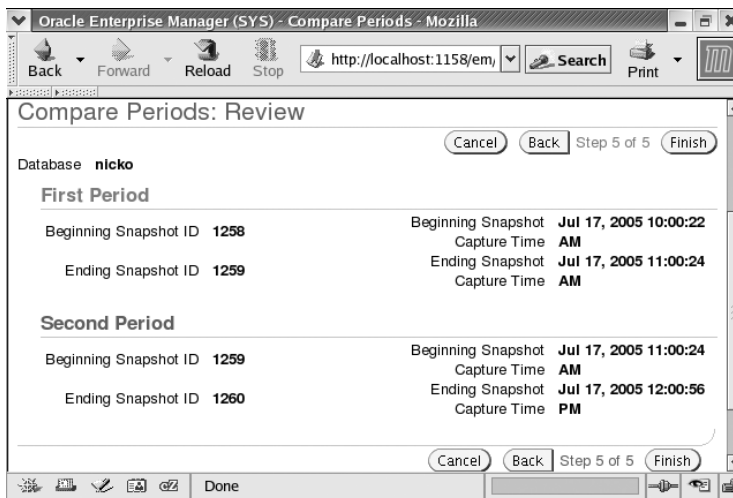 Oracle Enterprise Manager (SYS) - Compare Periods - Mozilla
Back Forward Reload Stop http://localhost:1158/em/ Search Print
Compare Periods: Review
Cancel Back Step 5 of 5 Finish
Database nicko
First Period
Beginning Snapshot ID 1258
Beginning Snapshot Capture Time Jul 17, 2005 10:00:22 AM
Ending Snapshot ID 1259
Ending Snapshot Capture Time Jul 17, 2005 11:00:24 AM
Second Period
Beginning Snapshot ID 1259
Beginning Snapshot Capture Time Jul 17, 2005 11:00:24 AM
Ending Snapshot ID 1260
Ending Snapshot Capture Time Jul 17, 2005 12:00:56 PM
Cancel Back Step 5 of 5 Finish
Done